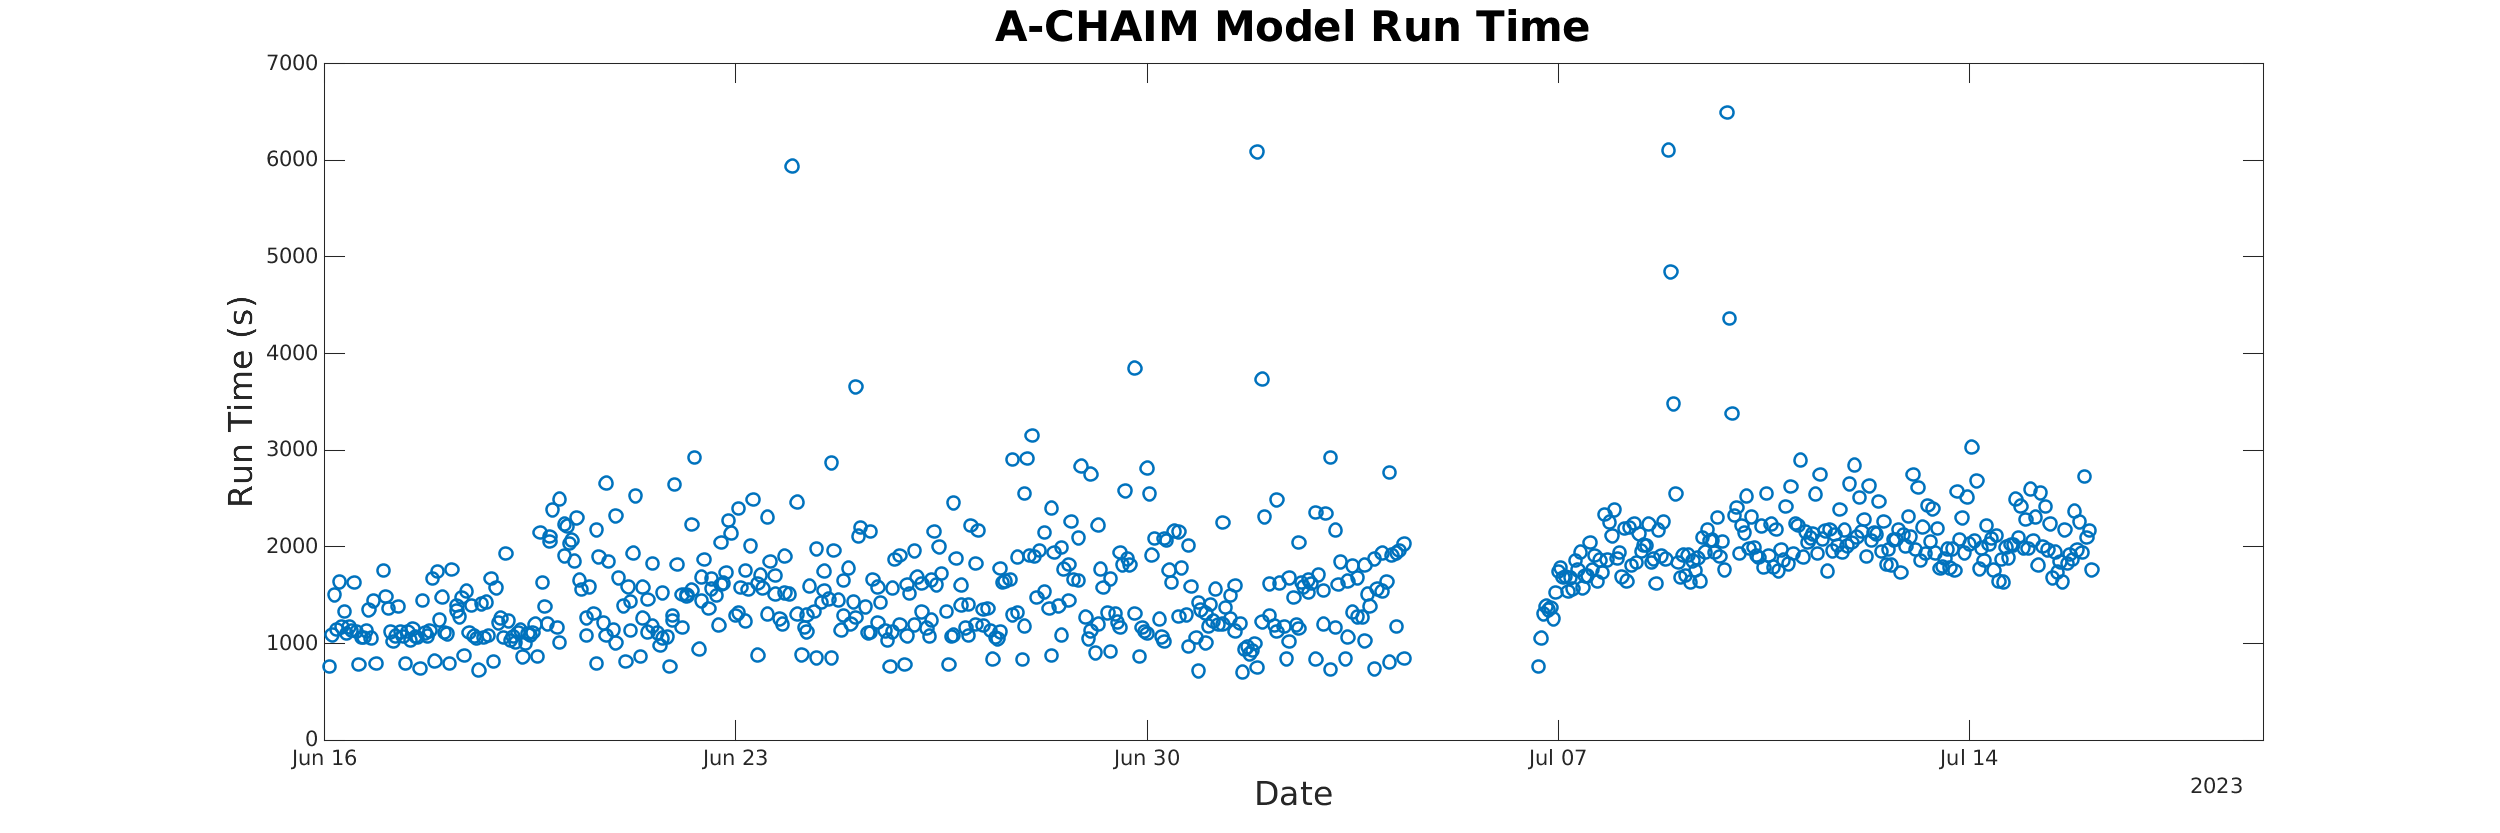 A-CHAIM Model Run Time
7000
6000
5000
4000
3000
2000
1000
0
Run Time (s)
Jun 16 Jun 23 Jun 30 Jul 07 Jul 14
2023
Date